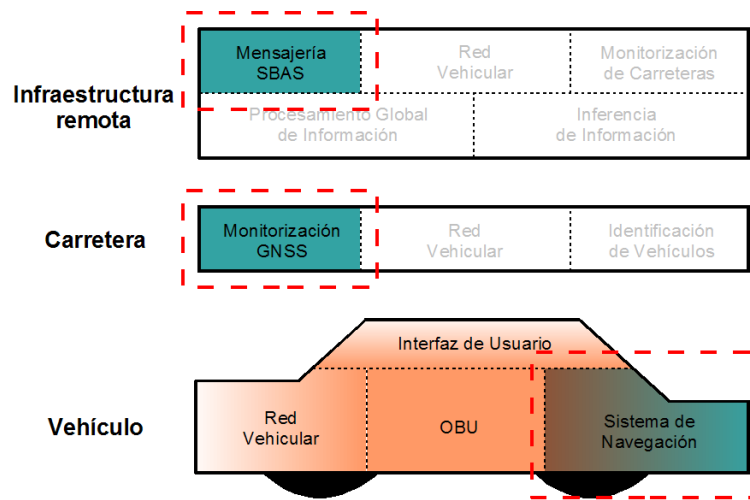 Mensajería
SBAS
Red
Vehicular
Monitorización
de Carreteras
Infraestructura
remota
Procesamiento Global
de Información
Inferencia
de Información
Carretera
Monitorización
GNSS
Red
Vehicular
Identificación
de Vehículos
Interfaz de Usuario
Vehículo
Red
Vehicular
OBU
Sistema de
Navegación